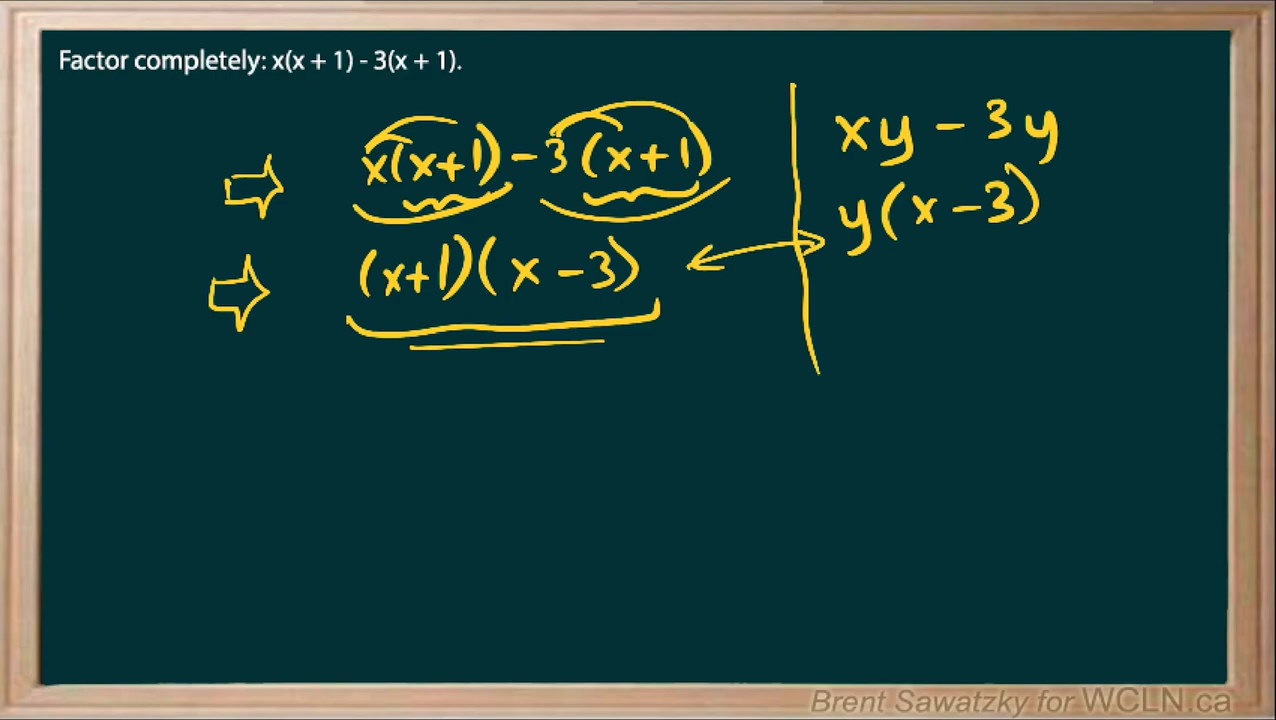 Factor completely: x(x + 1) - 3(x + 1).
x(x+1) - 3(x+1)
(x+1)(x-3)
xy - 3y
y(x-3)
Brent Sawatzky for WCLN.ca